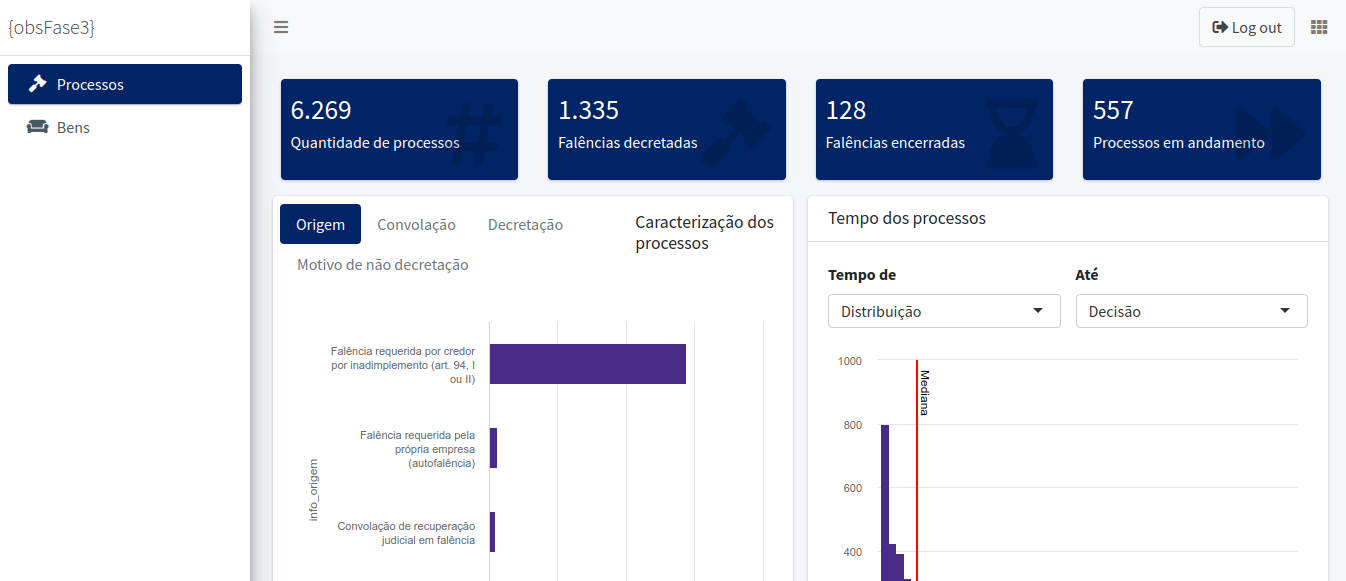 {obsFase3}
Log out
Processos
Bens
6.269
Quantidade de processos
1.335
Falências decretadas
128
Falências encerradas
557
Processos em andamento
Origem
Convolação
Decretação
Motivo de não decretação
Caracterização dos
processos
info_origem
Falência requerida por credor
por inadimplemento (art. 94, I
ou II)
Falência requerida pela
própria empresa
(autofalência)
Convolação de recuperação
judicial em falência
Tempo dos processos
Tempo de
Distribuição
Até
Decisão
1000
800
600
400
Mediana